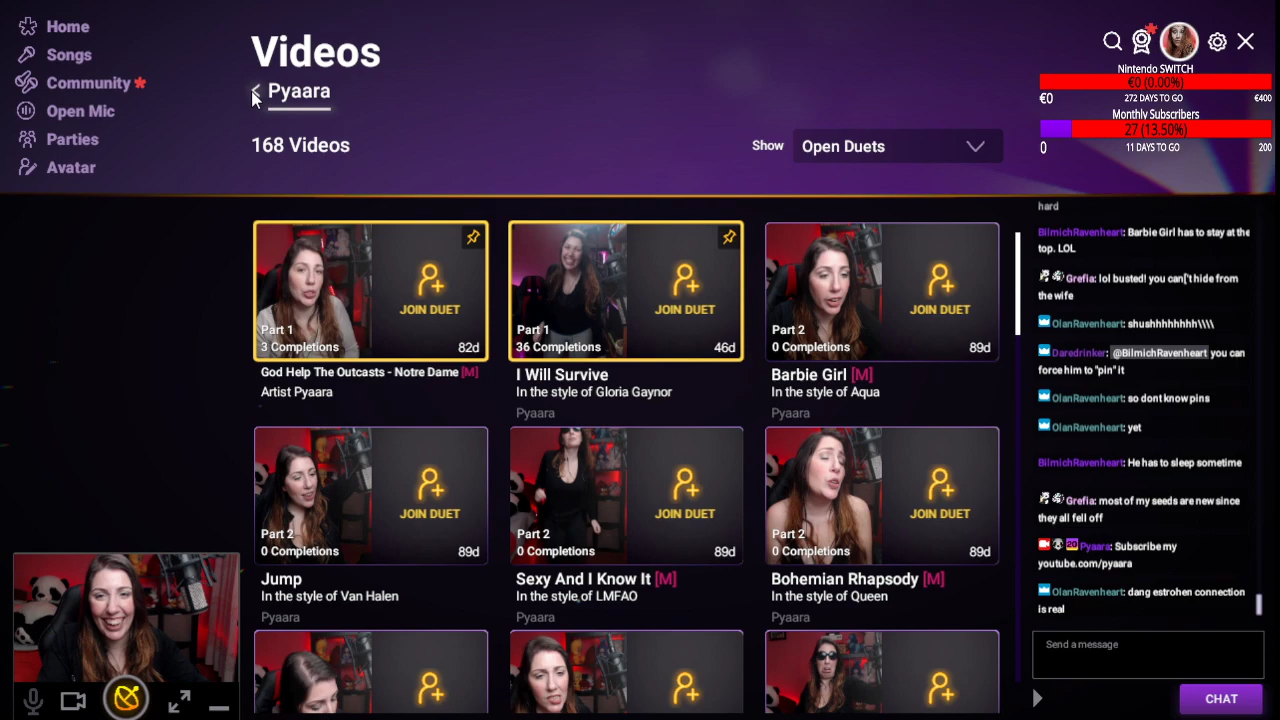 Home
Songs
Community
Open Mic
Parties
Avatar
Videos
Pyaara
168 Videos
Show
Open Duets
Nintendo SWITCH
€0 (0.00%)
€0
272 DAYS TO GO
€400
Monthly Subscribers
27 (13.50%)
0
11 DAYS TO GO
200
JOIN DUET
Part 1
3 Completions
82d
God Help The Outcasts - Notre Dame [M]
Artist Pyaara
JOIN DUET
Part 1
36 Completions
46d
I Will Survive
In the style of Gloria Gaynor
Pyaara
JOIN DUET
Part 2
0 Completions
89d
Barbie Girl [M]
In the style of Aqua
Pyaara
JOIN DUET
Part 2
0 Completions
89d
Jump
In the style of Van Halen
Pyaara
JOIN DUET
Part 2
0 Completions
89d
Sexy And I Know It [M]
In the style of LMFAO
Pyaara
JOIN DUET
Part 2
0 Completions
89d
Bohemian Rhapsody [M]
In the style of Queen
Pyaara
hard
BilmichRavenheart: Barbie Girl has to stay at the
top. LOL
Grefia: lol busted! you can['t hide from
the wife
OlanRavenheart: shushhhhhhhh\\\\
Daredrinker: @BilmichRavenheart you can
force him to "pin" it
OlanRavenheart: so dont know pins
OlanRavenheart: yet
BilmichRavenheart: He has to sleep sometime
Grefia: most of my seeds are new since
they all fell off
20 Pyaara: Subscribe my
youtube.com/pyaara
OlanRavenheart: dang estrohen connection
is real
Send a message
CHAT